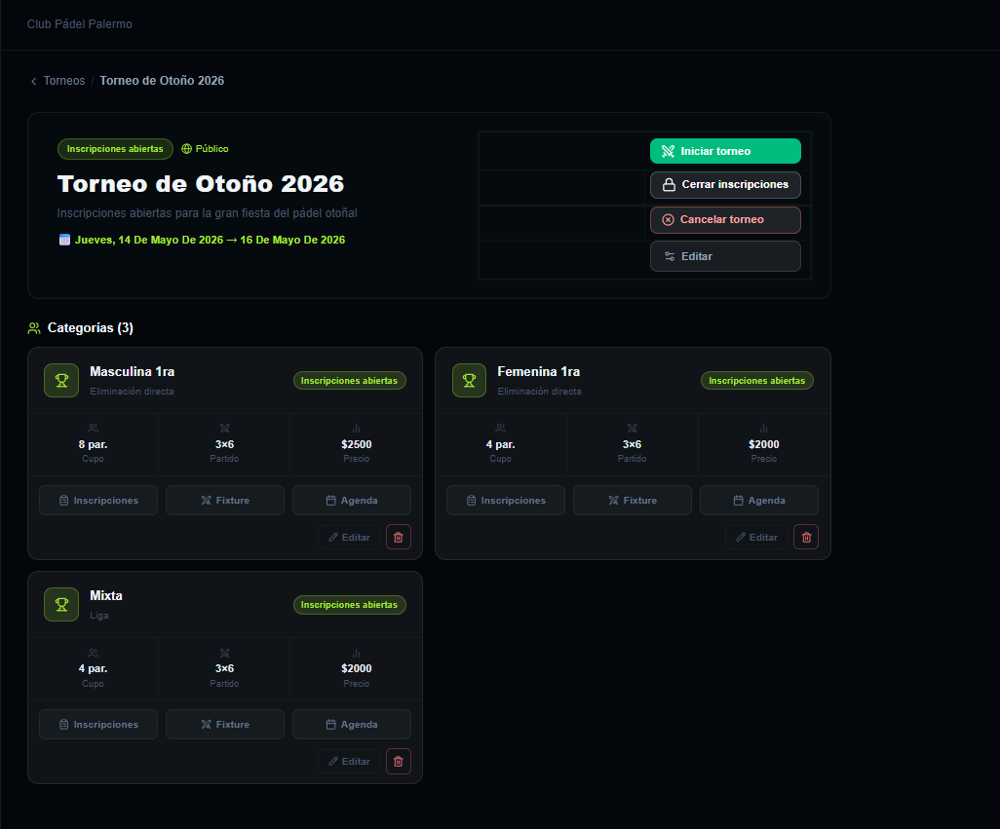 Club Pádel Palermo
Torneos / Torneo de Otoño 2026
Inscripciones abiertas Público
Torneo de Otoño 2026
Inscripciones abiertas para la gran fiesta del pádel otoñal
Jueves, 14 De Mayo De 2026 → 16 De Mayo De 2026
Iniciar torneo
Cerrar inscripciones
Cancelar torneo
Editar
Categorías (3)
Masculina 1ra
Eliminación directa
Inscripciones abiertas
8 par. 3×6 $2500
Cupo Partido Precio
Inscripciones Fixture Agenda
Editar
Femenina 1ra
Eliminación directa
Inscripciones abiertas
4 par. 3×6 $2000
Cupo Partido Precio
Inscripciones Fixture Agenda
Editar
Mixta
Liga
Inscripciones abiertas
4 par. 3×6 $2000
Cupo Partido Precio
Inscripciones Fixture Agenda
Editar